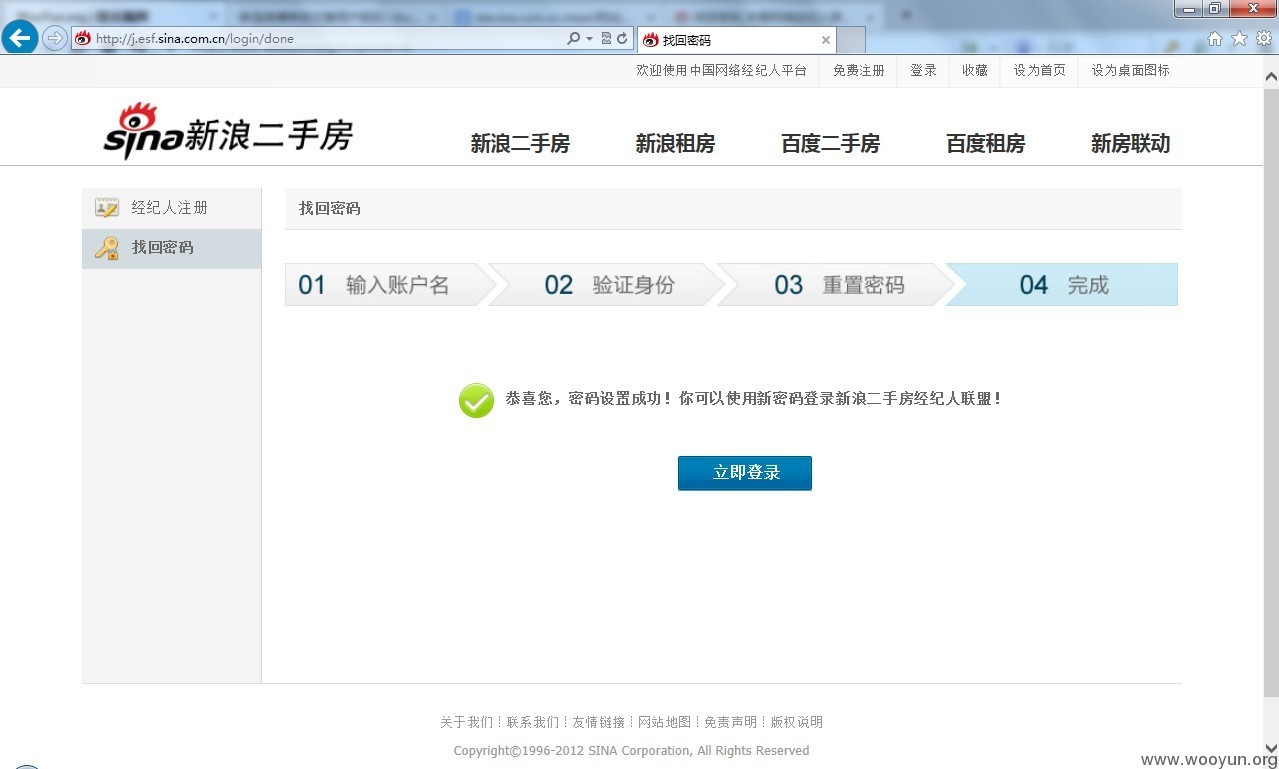 http://j.esf.sina.com.cn/login/done
找回密码
欢迎使用中国网络经纪人平台 免费注册 登录 收藏 设为首页 设为桌面图标
sina新浪二手房
新浪二手房 新浪租房 百度二手房 百度租房 新房联动
经纪人注册
找回密码
找回密码
01 输入账户名 02 验证身份 03 重置密码 04 完成
恭喜您，密码设置成功！你可以使用新密码登录新浪二手房经纪人联盟！
立即登录
关于我们 联系我们 友情链接 网站地图 免责声明 版权说明
Copyright©1996-2012 SINA Corporation, All Rights Reserved
www.wooyun.org